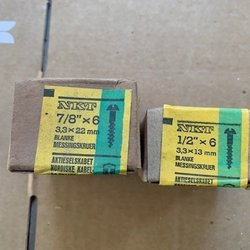 NKT
7/8" x 6
3,3 x 22 mm
BLANKE
MESSINGSKRUER
AKTIESELSKABET
NORDISKE KABEL
NKT
1/2" x 6
3,3 x 13 mm
BLANKE
MESSINGSKRUER
AKTIESELSKABET